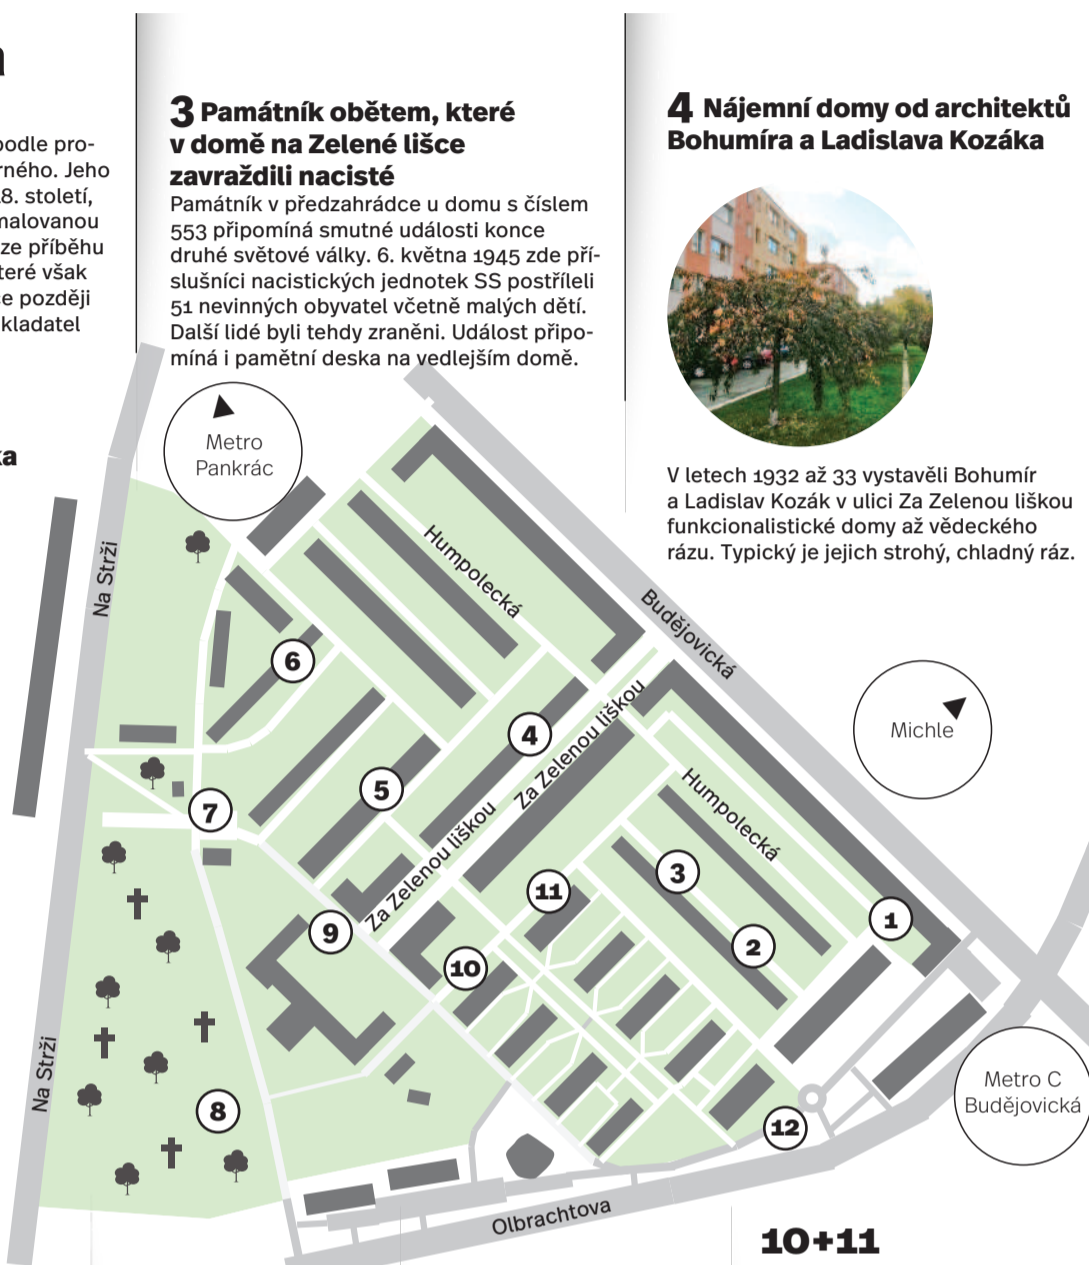 a
podle pro-
rného. Jeho
18. století,
malovanou
ze příběhu
teré však
e později
kladatel
ka
3 Památník obětem, které
v domě na Zelené lišce
zavraždili nacisté
Památník v předzahrádce u domu s číslem
553 připomíná smutné události konce
druhé světové války. 6. května 1945 zde pří-
slušníci nacistických jednotek SS postříleli
51 nevinných obyvatel včetně malých dětí.
Další lidé byli tehdy zraněni. Událost připo-
míná i pamětní deska na vedlejším domě.
4 Nájemní domy od architektů
Bohumíra a Ladislava Kozáka
V letech 1932 až 33 vystavěli Bohumír
a Ladislav Kozák v ulici Za Zelenou liškou
funkcionalistické domy až vědeckého
rázu. Typický je jejich strohý, chladný ráz.
Metro
Pankrác
Na Strži
Humpolecká
Budějovická
Michle
6
4
Za Zelenou liškou
5
7
Humpolecká
3
11
Za Zelenou liškou
1
9
2
10
Na Strži
8
Metro C
Budějovická
12
Olbrachtova
10+11